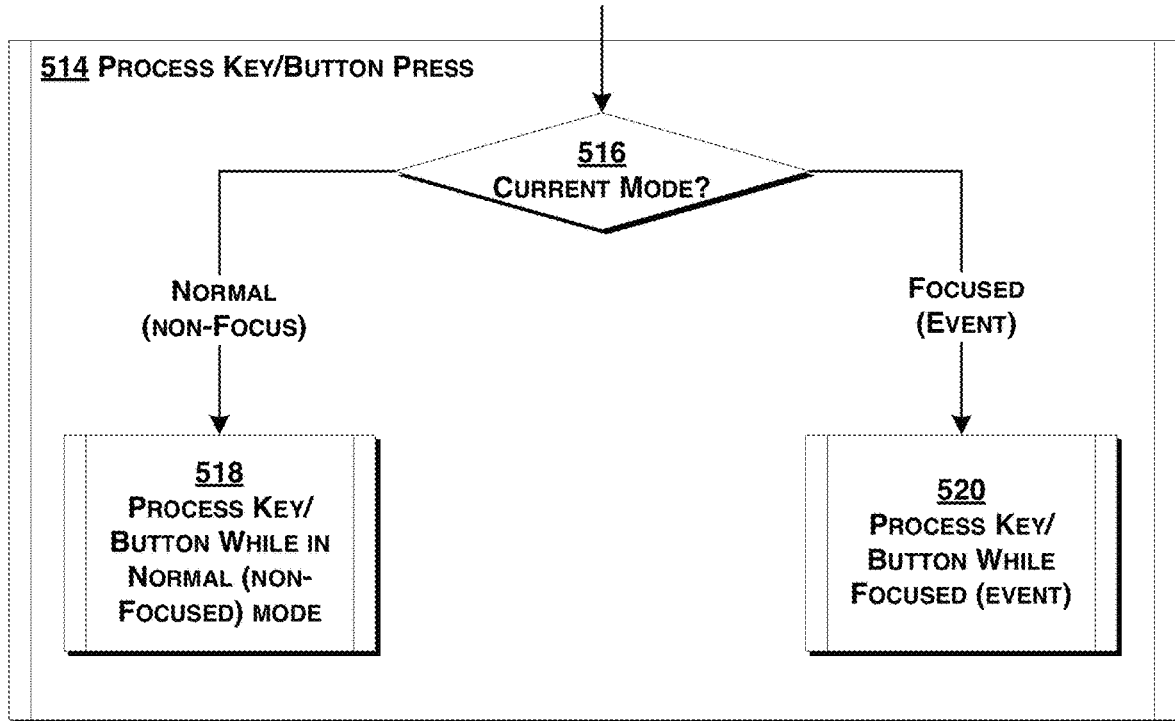 514 PROCESS KEY/BUTTON PRESS
516
CURRENT MODE?
NORMAL
(NON-FOCUS)
FOCUSED
(EVENT)
518
PROCESS KEY/
BUTTON WHILE IN
NORMAL (NON-
FOCUSED) MODE
520
PROCESS KEY/
BUTTON WHILE
FOCUSED (EVENT)